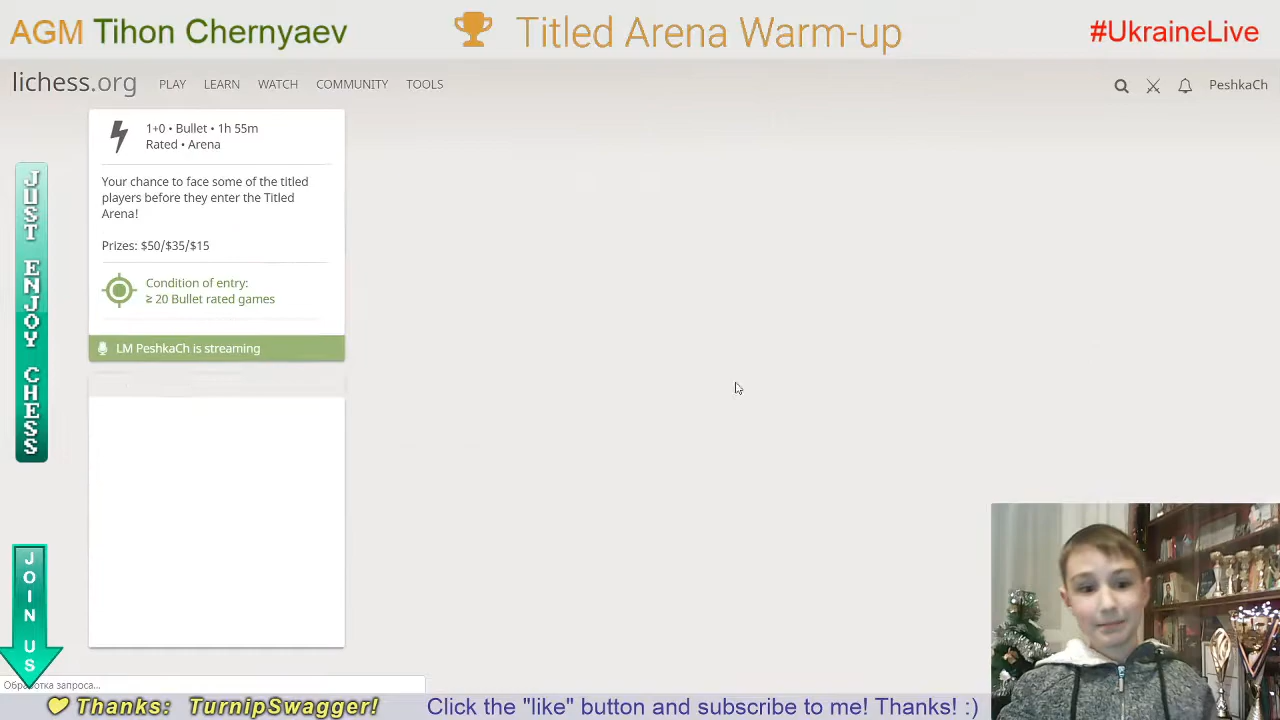 AGM Tihon Chernyaev
Titled Arena Warm-up
#UkraineLive
lichess.org
PLAY LEARN WATCH COMMUNITY TOOLS
PeshkaCh
1+0 • Bullet • 1h 55m
Rated • Arena
Your chance to face some of the titled
players before they enter the Titled
Arena!
Prizes: $50/$35/$15
Condition of entry:
≥ 20 Bullet rated games
LM PeshkaCh is streaming
JUST ENJOY CHESS
JOIN US
Обработка запроса...
Thanks: TurnipSwagger!
Click the "like" button and subscribe to me! Thanks! :)